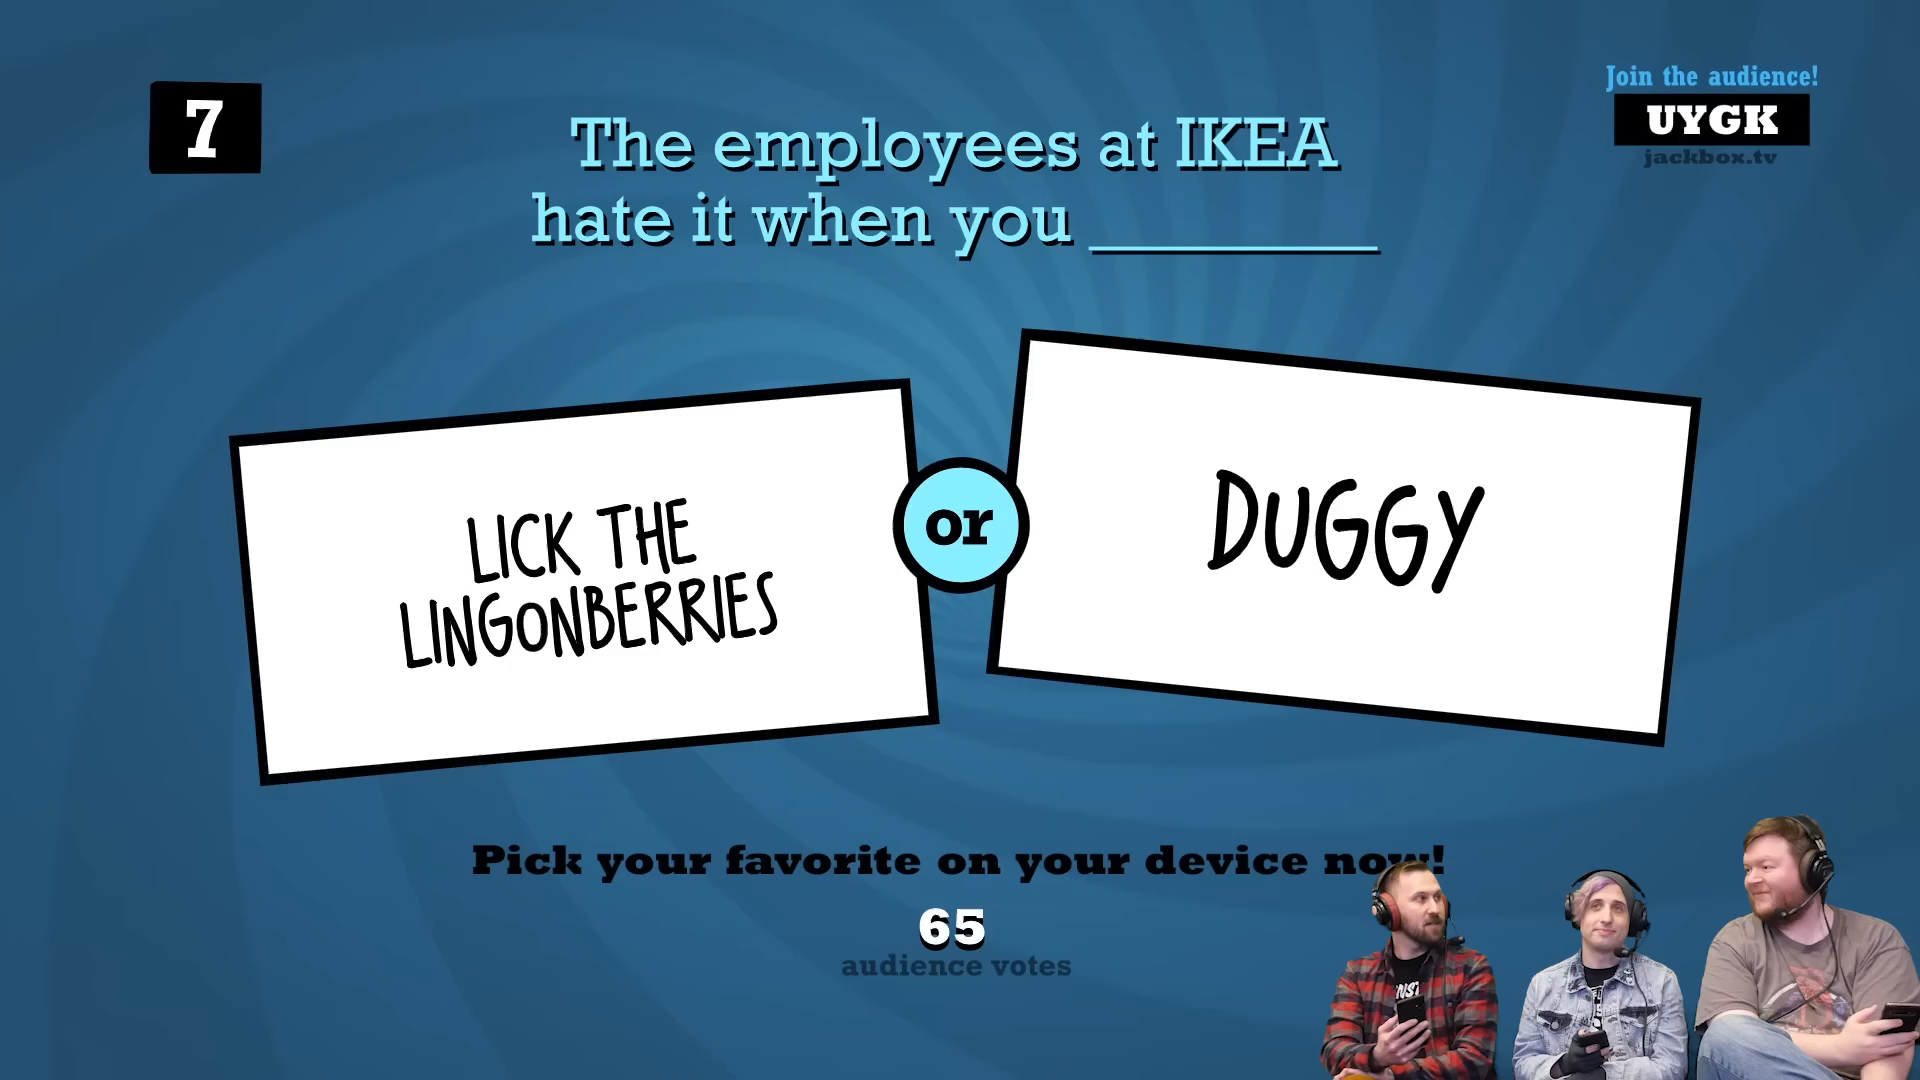 7
Join the audience!
UYGK
jackbox.tv
The employees at IKEA
hate it when you ________
LICK THE
LINGONBERRIES
or
DUGGY
Pick your favorite on your device now!
65
audience votes